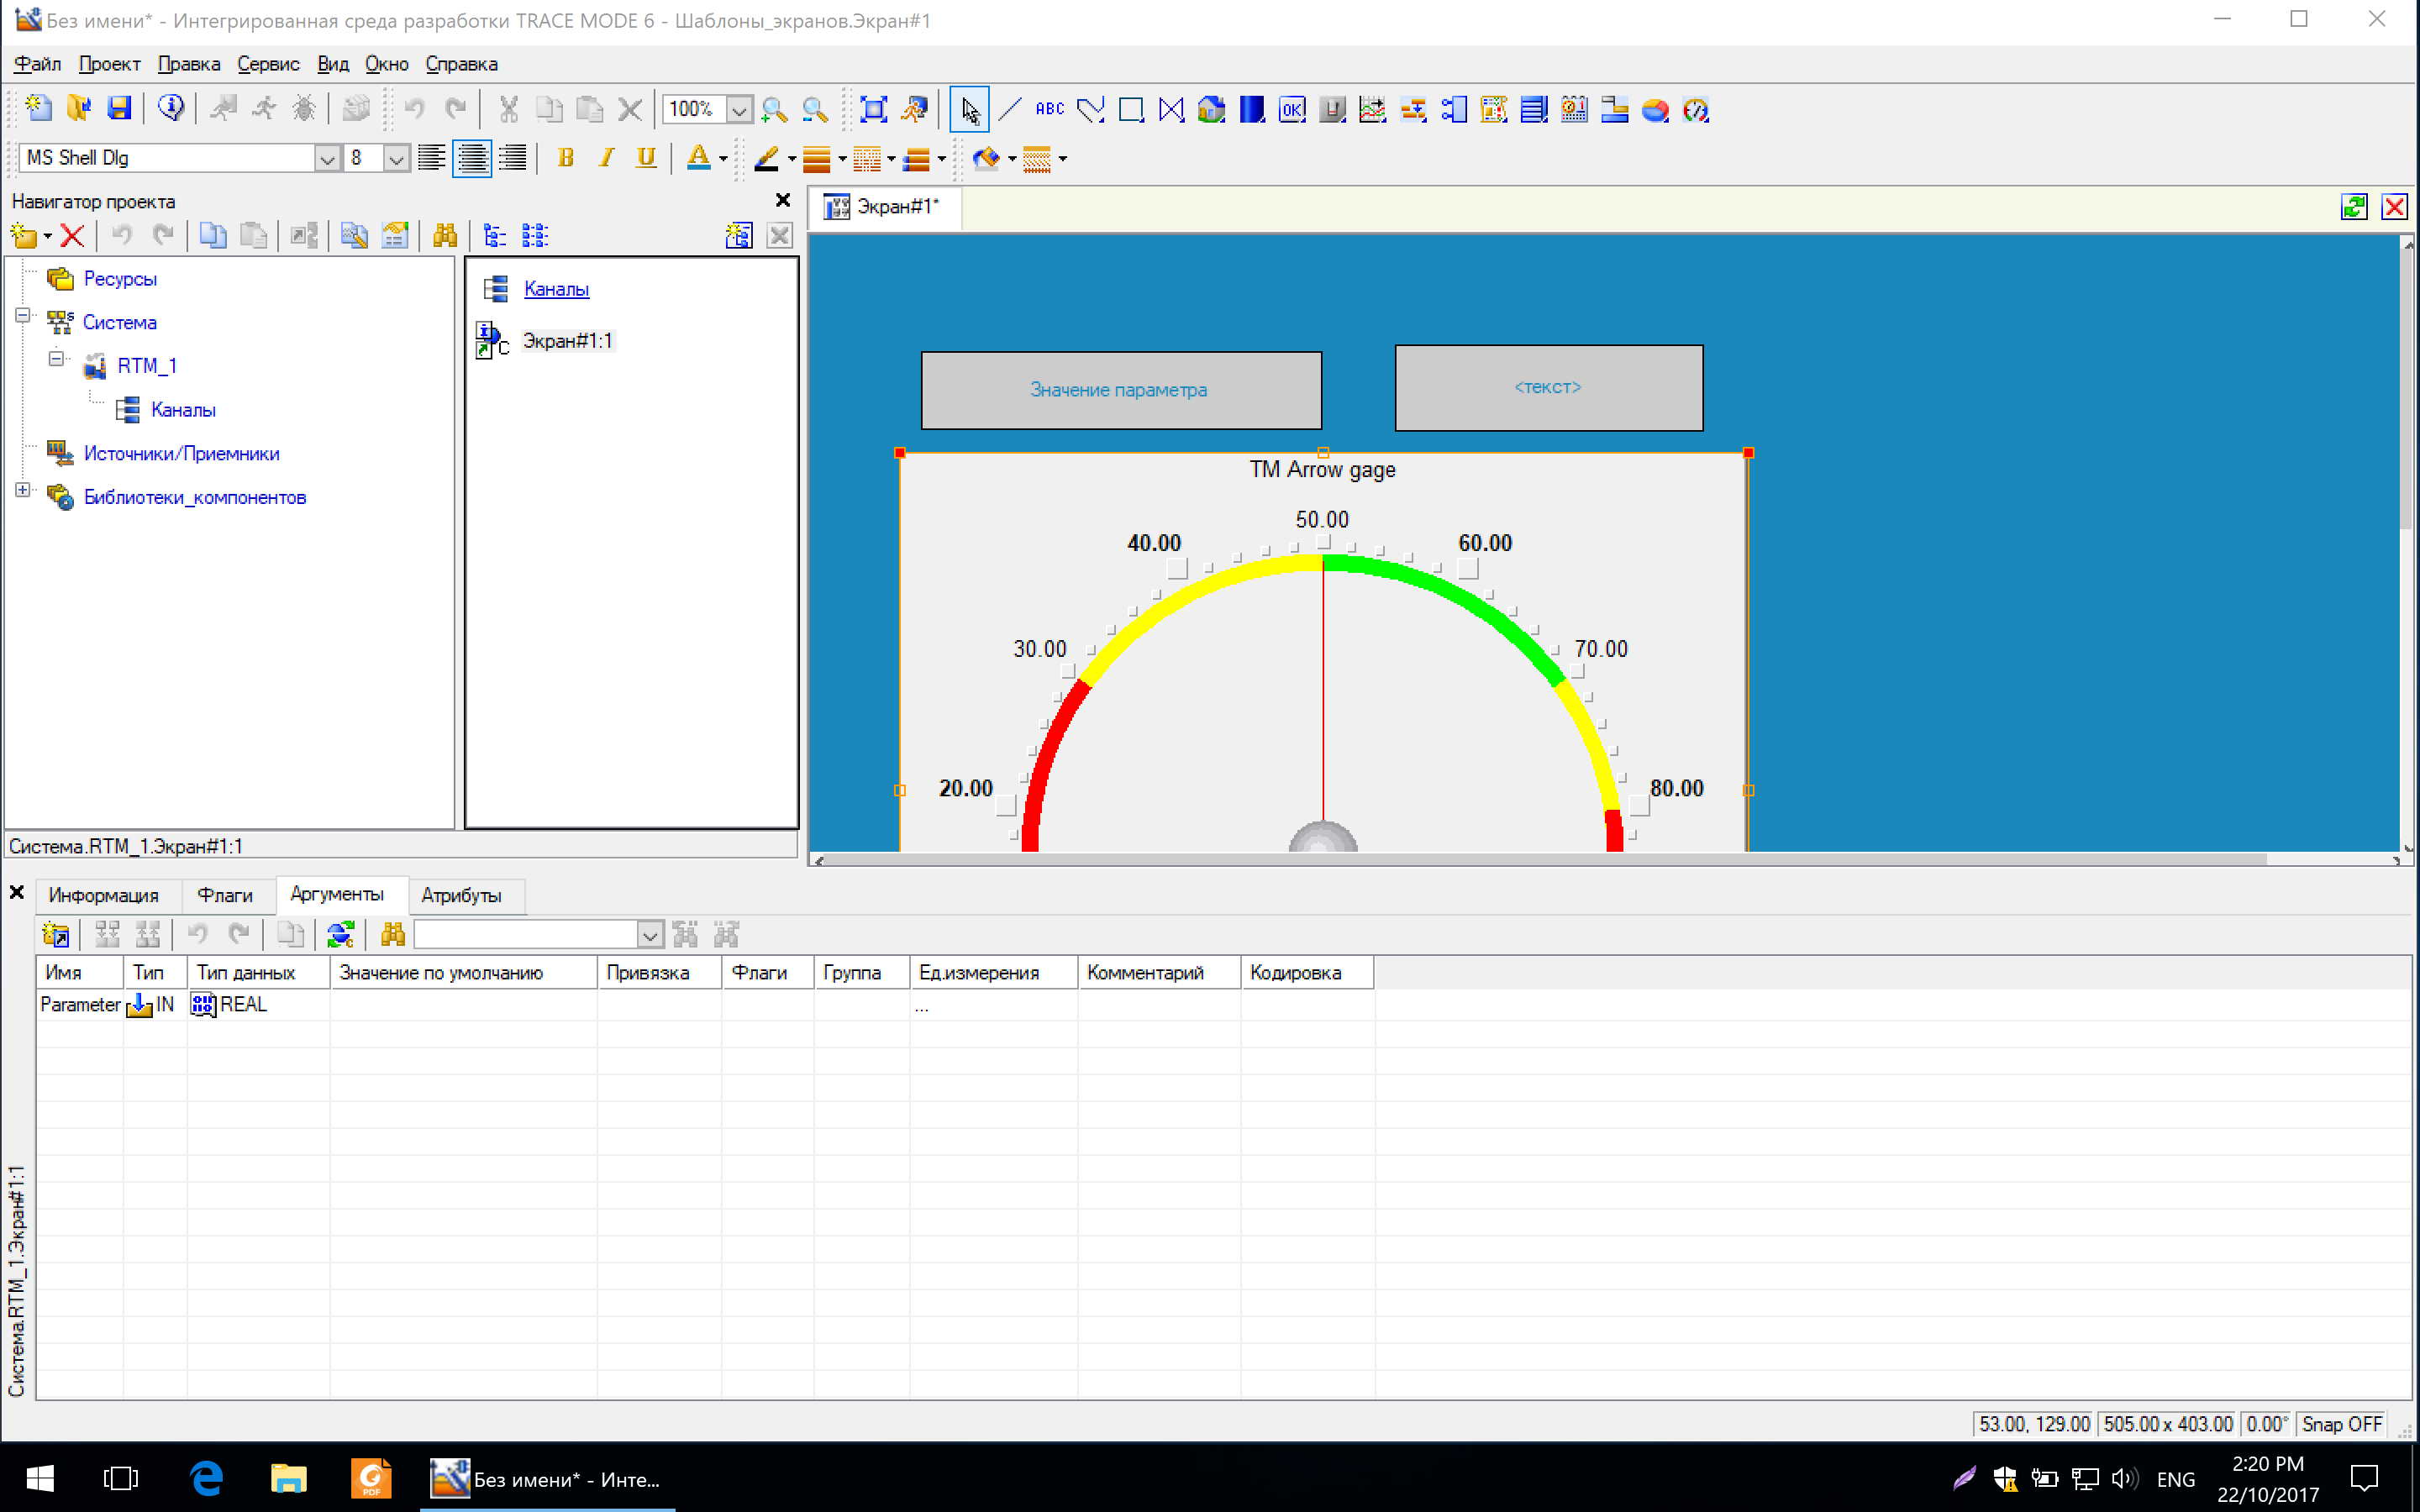 Без имени* - Интегрированная среда разработки TRACE MODE 6 - Шаблоны_экранов.Экран#1
Файл Проект Правка Сервис Вид Окно Справка
100%
ABC
OK
MS Shell Dlg 8
B I U A
Навигатор проекта
Экран#1*
Ресурсы
Система
RTM_1
Каналы
Источники/Приемники
Библиотеки_компонентов
Каналы
Экран#1:1
Значение параметра
<текст>
TM Arrow gage
50.00
40.00 60.00
30.00 70.00
20.00 80.00
Система.RTM_1.Экран#1:1
Информация Флаги Аргументы Атрибуты
Имя Тип Тип данных Значение по умолчанию Привязка Флаги Группа Ед.измерения Комментарий Кодировка
Parameter IN REAL ...
Система.RTM_1.Экран#1:1
53.00, 129.00 505.00 x 403.00 0.00° Snap OFF
PDF
Без имени* - Инте...
ENG
2:20 PM
22/10/2017